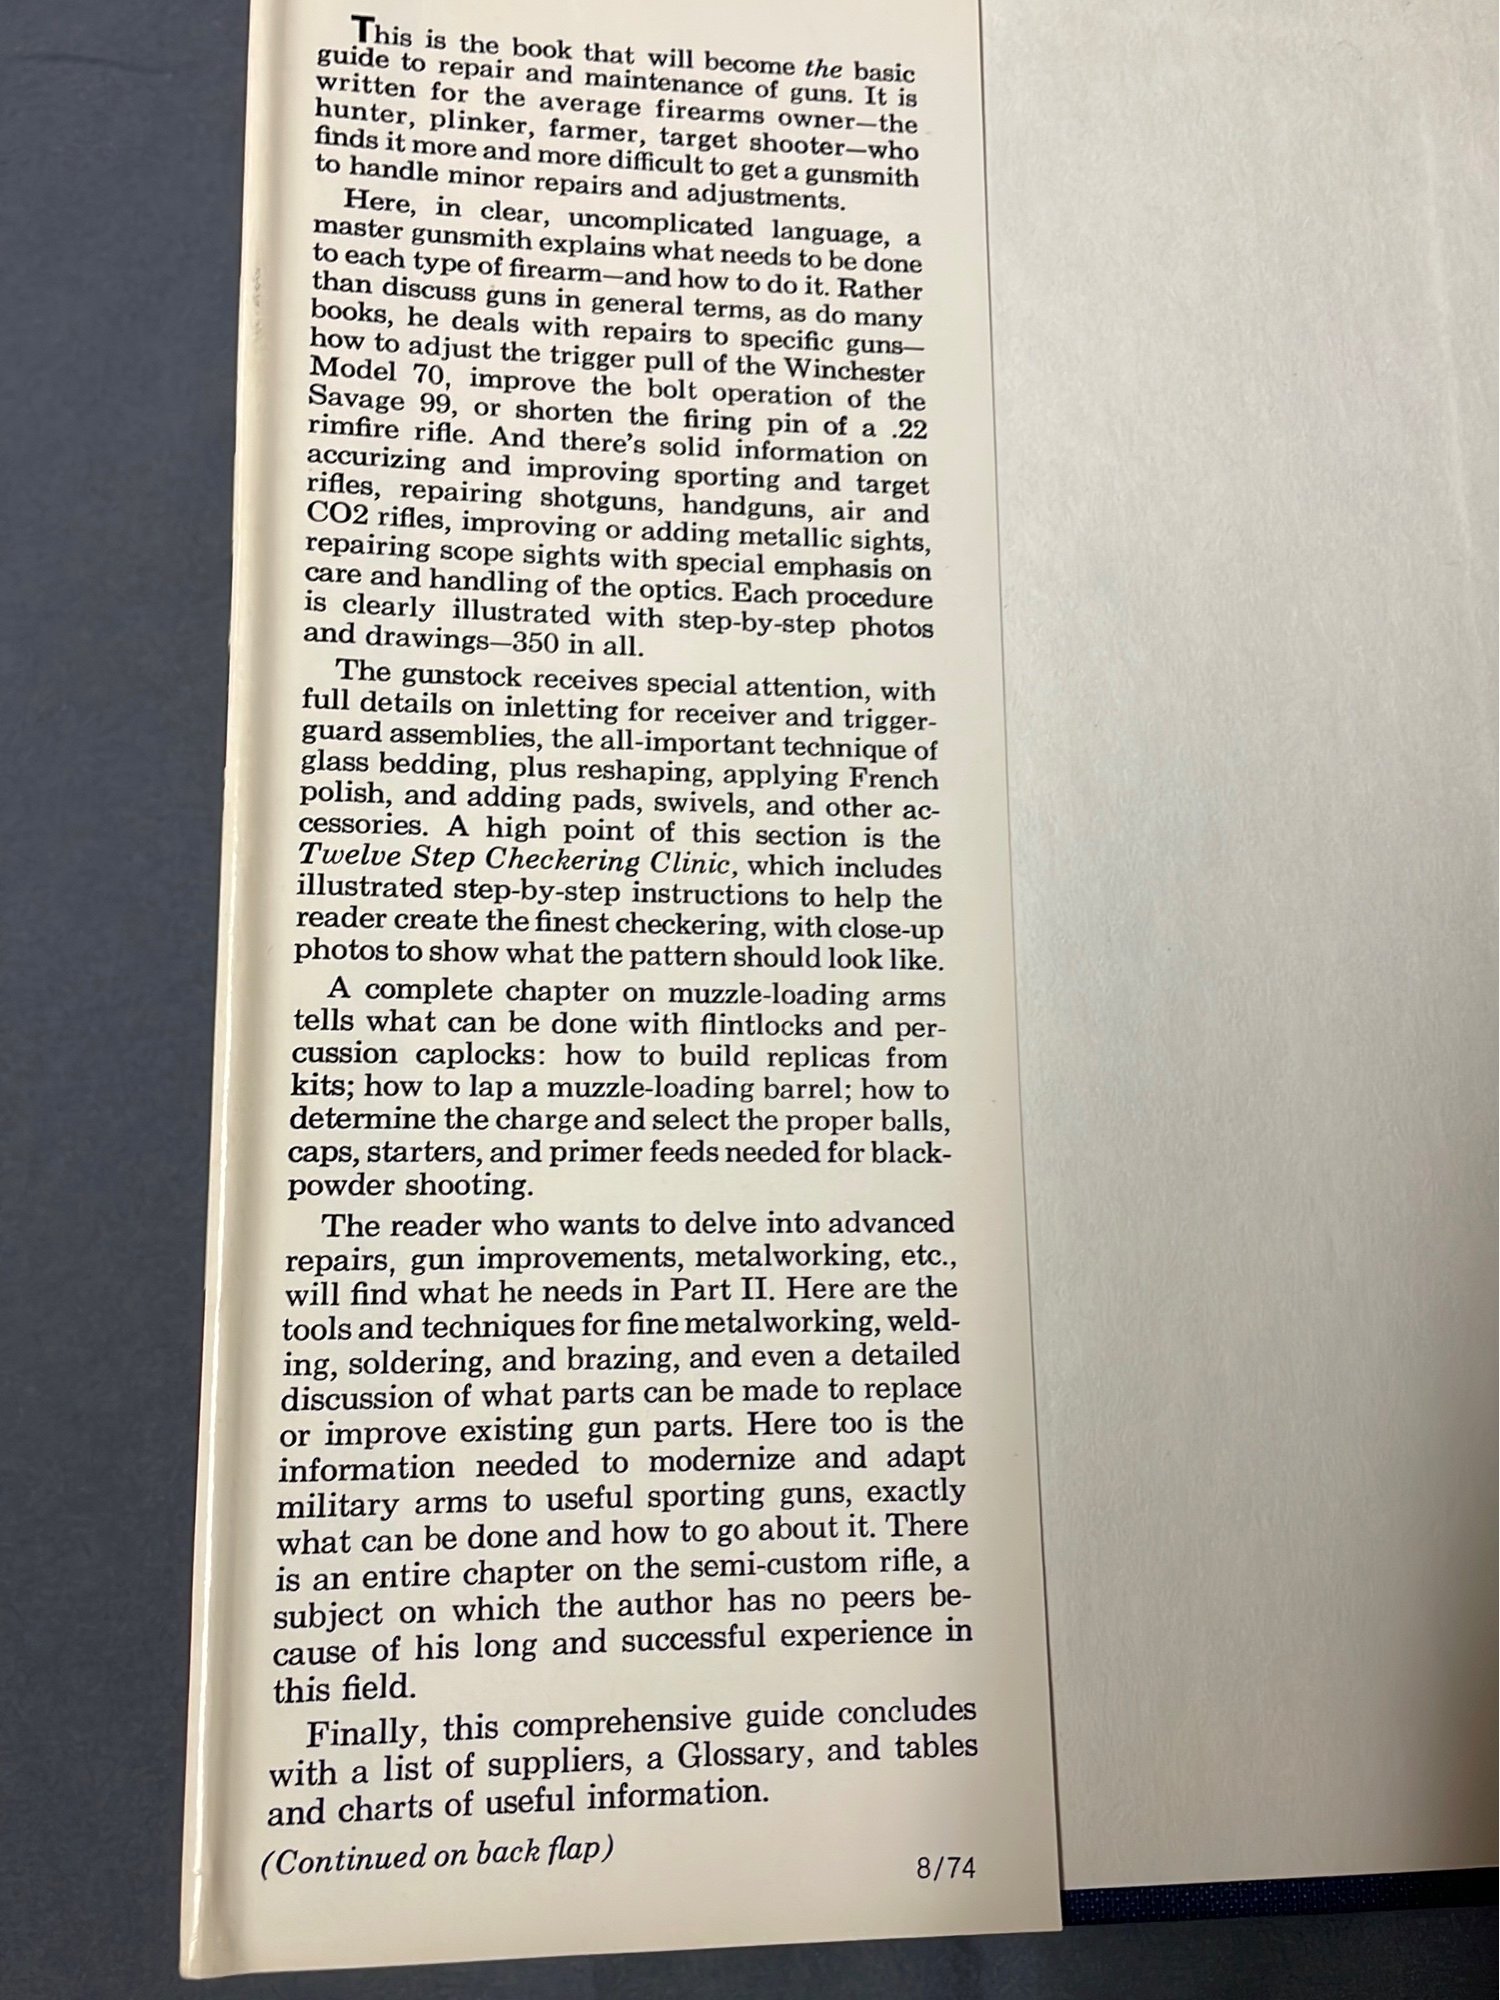 This is the book that will become the basic
guide to repair and maintenance of guns. It is
written for the average firearms owner—the
hunter, plinker, farmer, target shooter—who
finds it more and more difficult to get a gunsmith
to handle minor repairs and adjustments.
Here, in clear, uncomplicated language, a
master gunsmith explains what needs to be done
to each type of firearm—and how to do it. Rather
than discuss guns in general terms, as do many
books, he deals with repairs to specific guns—
how to adjust the trigger pull of the Winchester
Model 70, improve the bolt operation of the
Savage 99, or shorten the firing pin of a .22
rimfire rifle. And there's solid information on
accurizing and improving sporting and target
rifles, repairing shotguns, handguns, air and
CO2 rifles, improving or adding metallic sights,
repairing scope sights with special emphasis on
care and handling of the optics. Each procedure
is clearly illustrated with step-by-step photos
and drawings—350 in all.
The gunstock receives special attention, with
full details on inletting for receiver and trigger-
guard assemblies, the all-important technique of
glass bedding, plus reshaping, applying French
polish, and adding pads, swivels, and other ac-
cessories. A high point of this section is the
Twelve Step Checkering Clinic, which includes
illustrated step-by-step instructions to help the
reader create the finest checkering, with close-up
photos to show what the pattern should look like.
A complete chapter on muzzle-loading arms
tells what can be done with flintlocks and per-
cussion caplocks: how to build replicas from
kits; how to lap a muzzle-loading barrel; how to
determine the charge and select the proper balls,
caps, starters, and primer feeds needed for black-
powder shooting.
The reader who wants to delve into advanced
repairs, gun improvements, metalworking, etc.,
will find what he needs in Part II. Here are the
tools and techniques for fine metalworking, weld-
ing, soldering, and brazing, and even a detailed
discussion of what parts can be made to replace
or improve existing gun parts. Here too is the
information needed to modernize and adapt
military arms to useful sporting guns, exactly
what can be done and how to go about it. There
is an entire chapter on the semi-custom rifle, a
subject on which the author has no peers be-
cause of his long and successful experience in
this field.
Finally, this comprehensive guide concludes
with a list of suppliers, a Glossary, and tables
and charts of useful information.
(Continued on back flap)
8/74